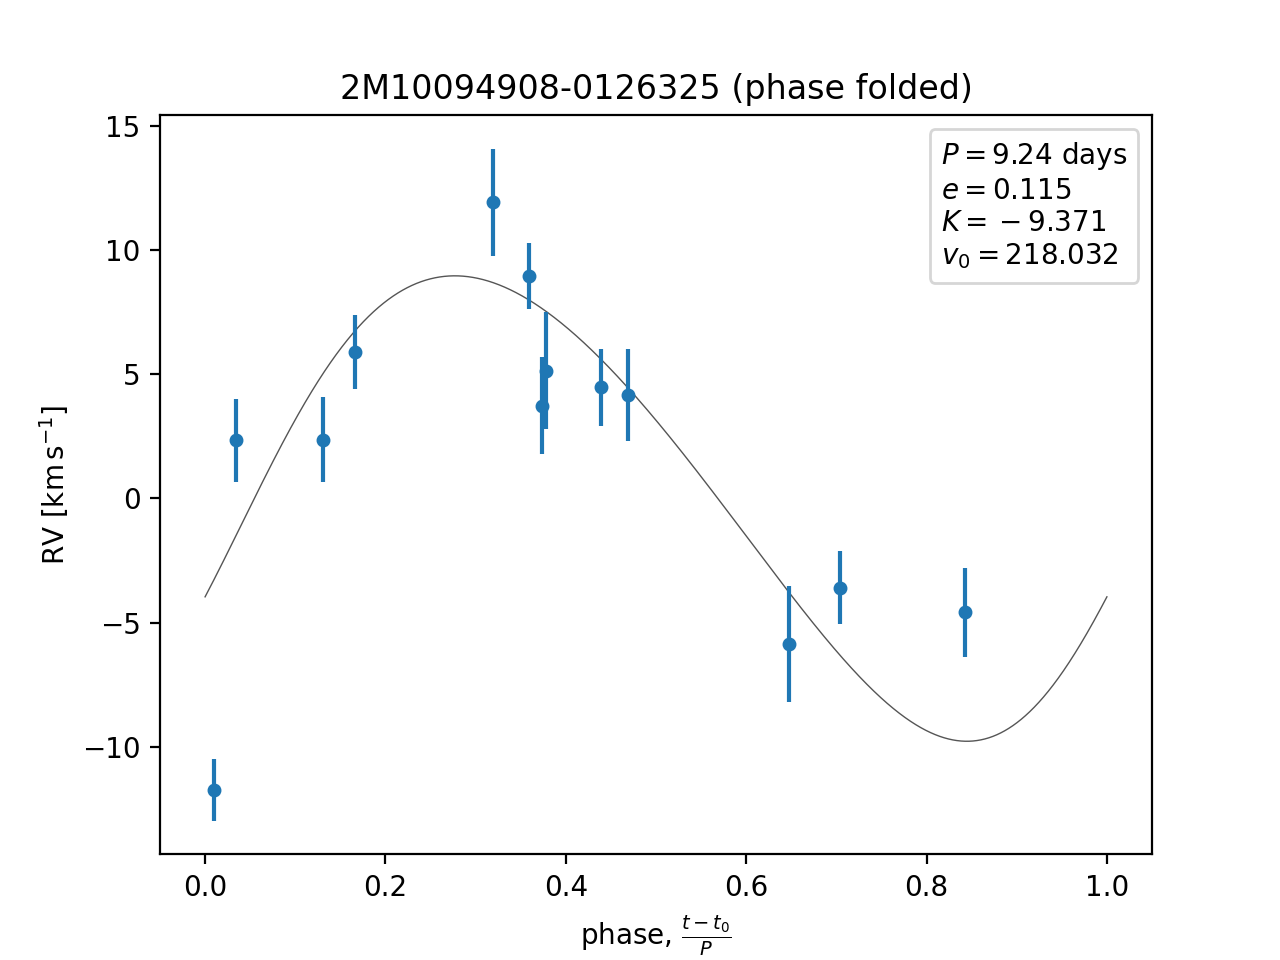 2M10094908-0126325 (phase folded)
P = 9.24 days
e = 0.115
K = −9.371
v₀ = 218.032
RV [km s⁻¹]
15
10
5
0
−5
−10
0.0 0.2 0.4 0.6 0.8 1.0
phase, (t − t₀)/P